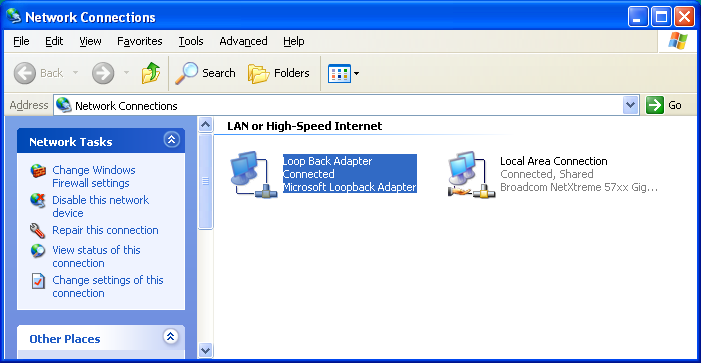 Network Connections
File Edit View Favorites Tools Advanced Help
Back Search Folders
Address Network Connections Go
Network Tasks
Change Windows
Firewall settings
Disable this network
device
Repair this connection
View status of this
connection
Change settings of this
connection
Other Places
LAN or High-Speed Internet
Loop Back Adapter
Connected
Microsoft Loopback Adapter
Local Area Connection
Connected, Shared
Broadcom NetXtreme 57xx Gig...